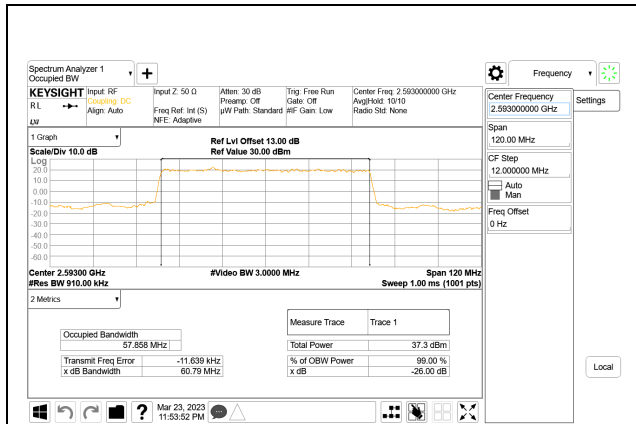 Spectrum Analyzer 1
Occupied BW
Frequency
KEYSIGHT
R L
LXI
Input: RF
Coupling: DC
Align: Auto
Input Z: 50 Ω
Freq Ref: Int (S)
NFE: Adaptive
Atten: 30 dB
Preamp: Off
µW Path: Standard
Trig: Free Run
Gate: Off
#IF Gain: Low
Center Freq: 2.593000000 GHz
Avg|Hold: 10/10
Radio Std: None
Center Frequency
2.593000000 GHz
Settings
Span
120.00 MHz
CF Step
12.000000 MHz
Auto
Man
Freq Offset
0 Hz
1 Graph
Scale/Div 10.0 dB
Ref Lvl Offset 13.00 dB
Ref Value 30.00 dBm
Log
20.0
10.0
0.00
-10.0
-20.0
-30.0
-40.0
-50.0
-60.0
Center 2.59300 GHz
#Video BW 3.0000 MHz
Span 120 MHz
#Res BW 910.00 kHz
Sweep 1.00 ms (1001 pts)
2 Metrics
Measure Trace Trace 1
Occupied Bandwidth
57.858 MHz
Total Power 37.3 dBm
Transmit Freq Error -11.639 kHz
% of OBW Power 99.00 %
x dB Bandwidth 60.79 MHz
x dB -26.00 dB
Local
?
Mar 23, 2023
11:53:52 PM